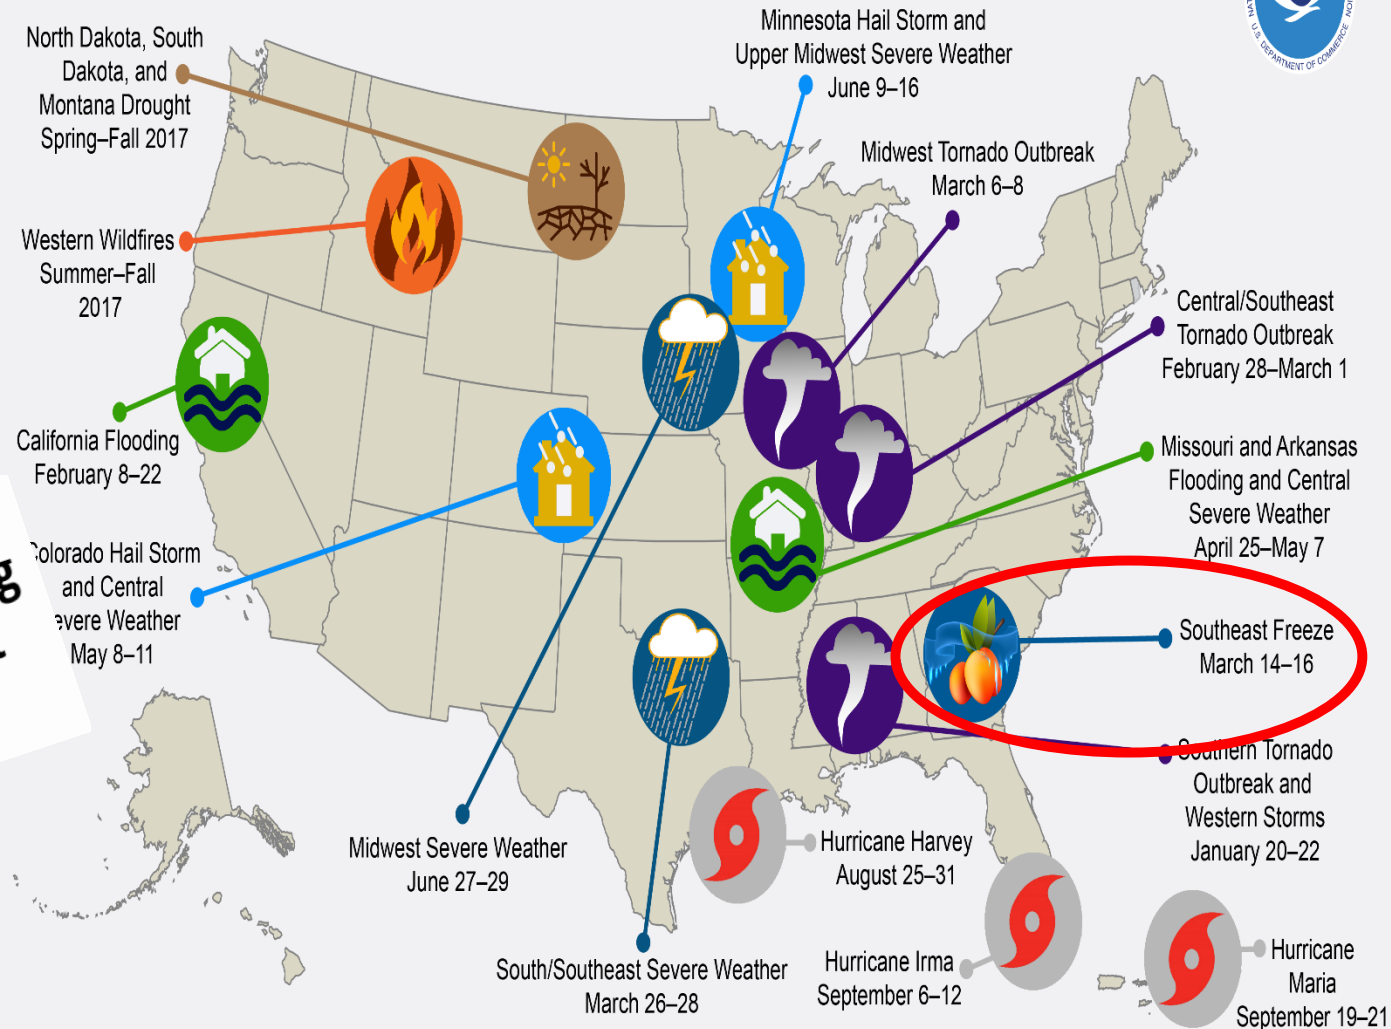 North Dakota, South
Dakota, and
Montana Drought
Spring–Fall 2017
Minnesota Hail Storm and
Upper Midwest Severe Weather
June 9–16
U.S. DEPARTMENT OF COMMERCE
Midwest Tornado Outbreak
March 6–8
Western Wildfires
Summer–Fall
2017
Central/Southeast
Tornado Outbreak
February 28–March 1
California Flooding
February 8–22
Missouri and Arkansas
Flooding and Central
Severe Weather
April 25–May 7
g
Colorado Hail Storm
and Central
evere Weather
May 8–11
Southeast Freeze
March 14–16
Southern Tornado
Outbreak and
Western Storms
January 20–22
Midwest Severe Weather
June 27–29
Hurricane Harvey
August 25–31
South/Southeast Severe Weather
March 26–28
Hurricane Irma
September 6–12
Hurricane
Maria
September 19–21